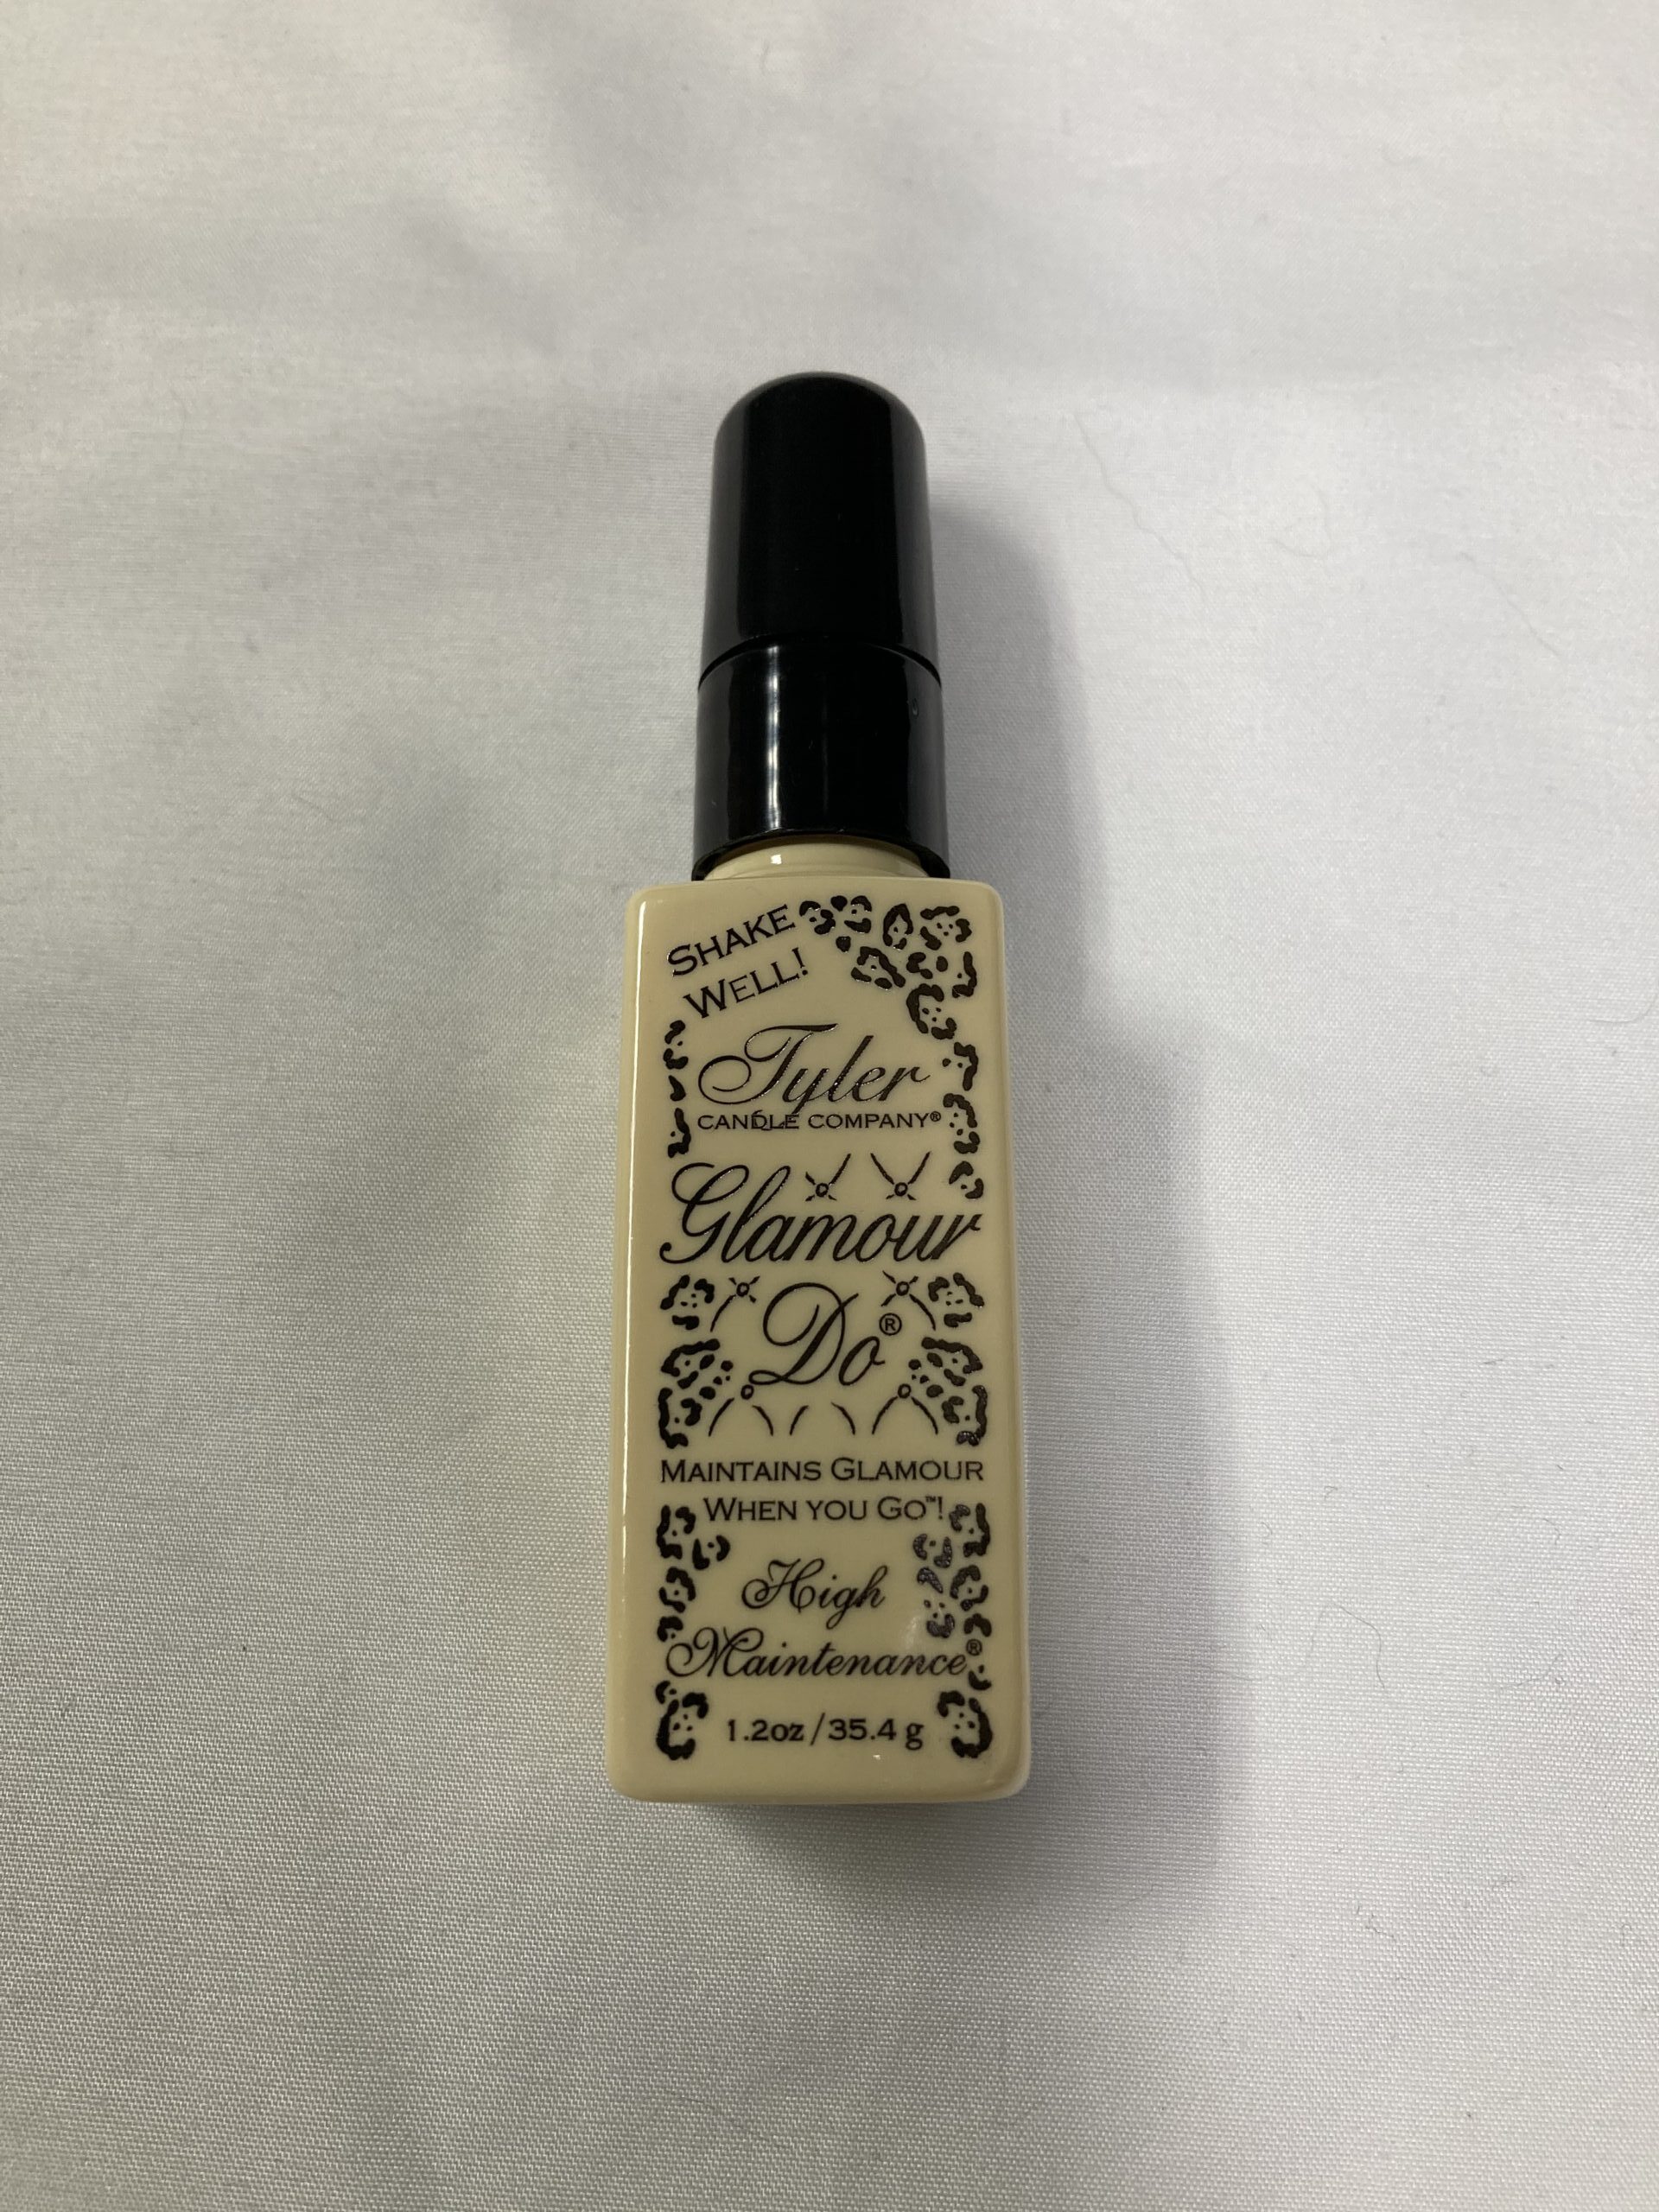 SHAKE
WELL!
Tyler
CANDLE COMPANY®
Glamour
Do®
MAINTAINS GLAMOUR
WHEN YOU GO™!
High
Maintenance®
1.2oz/35.4 g